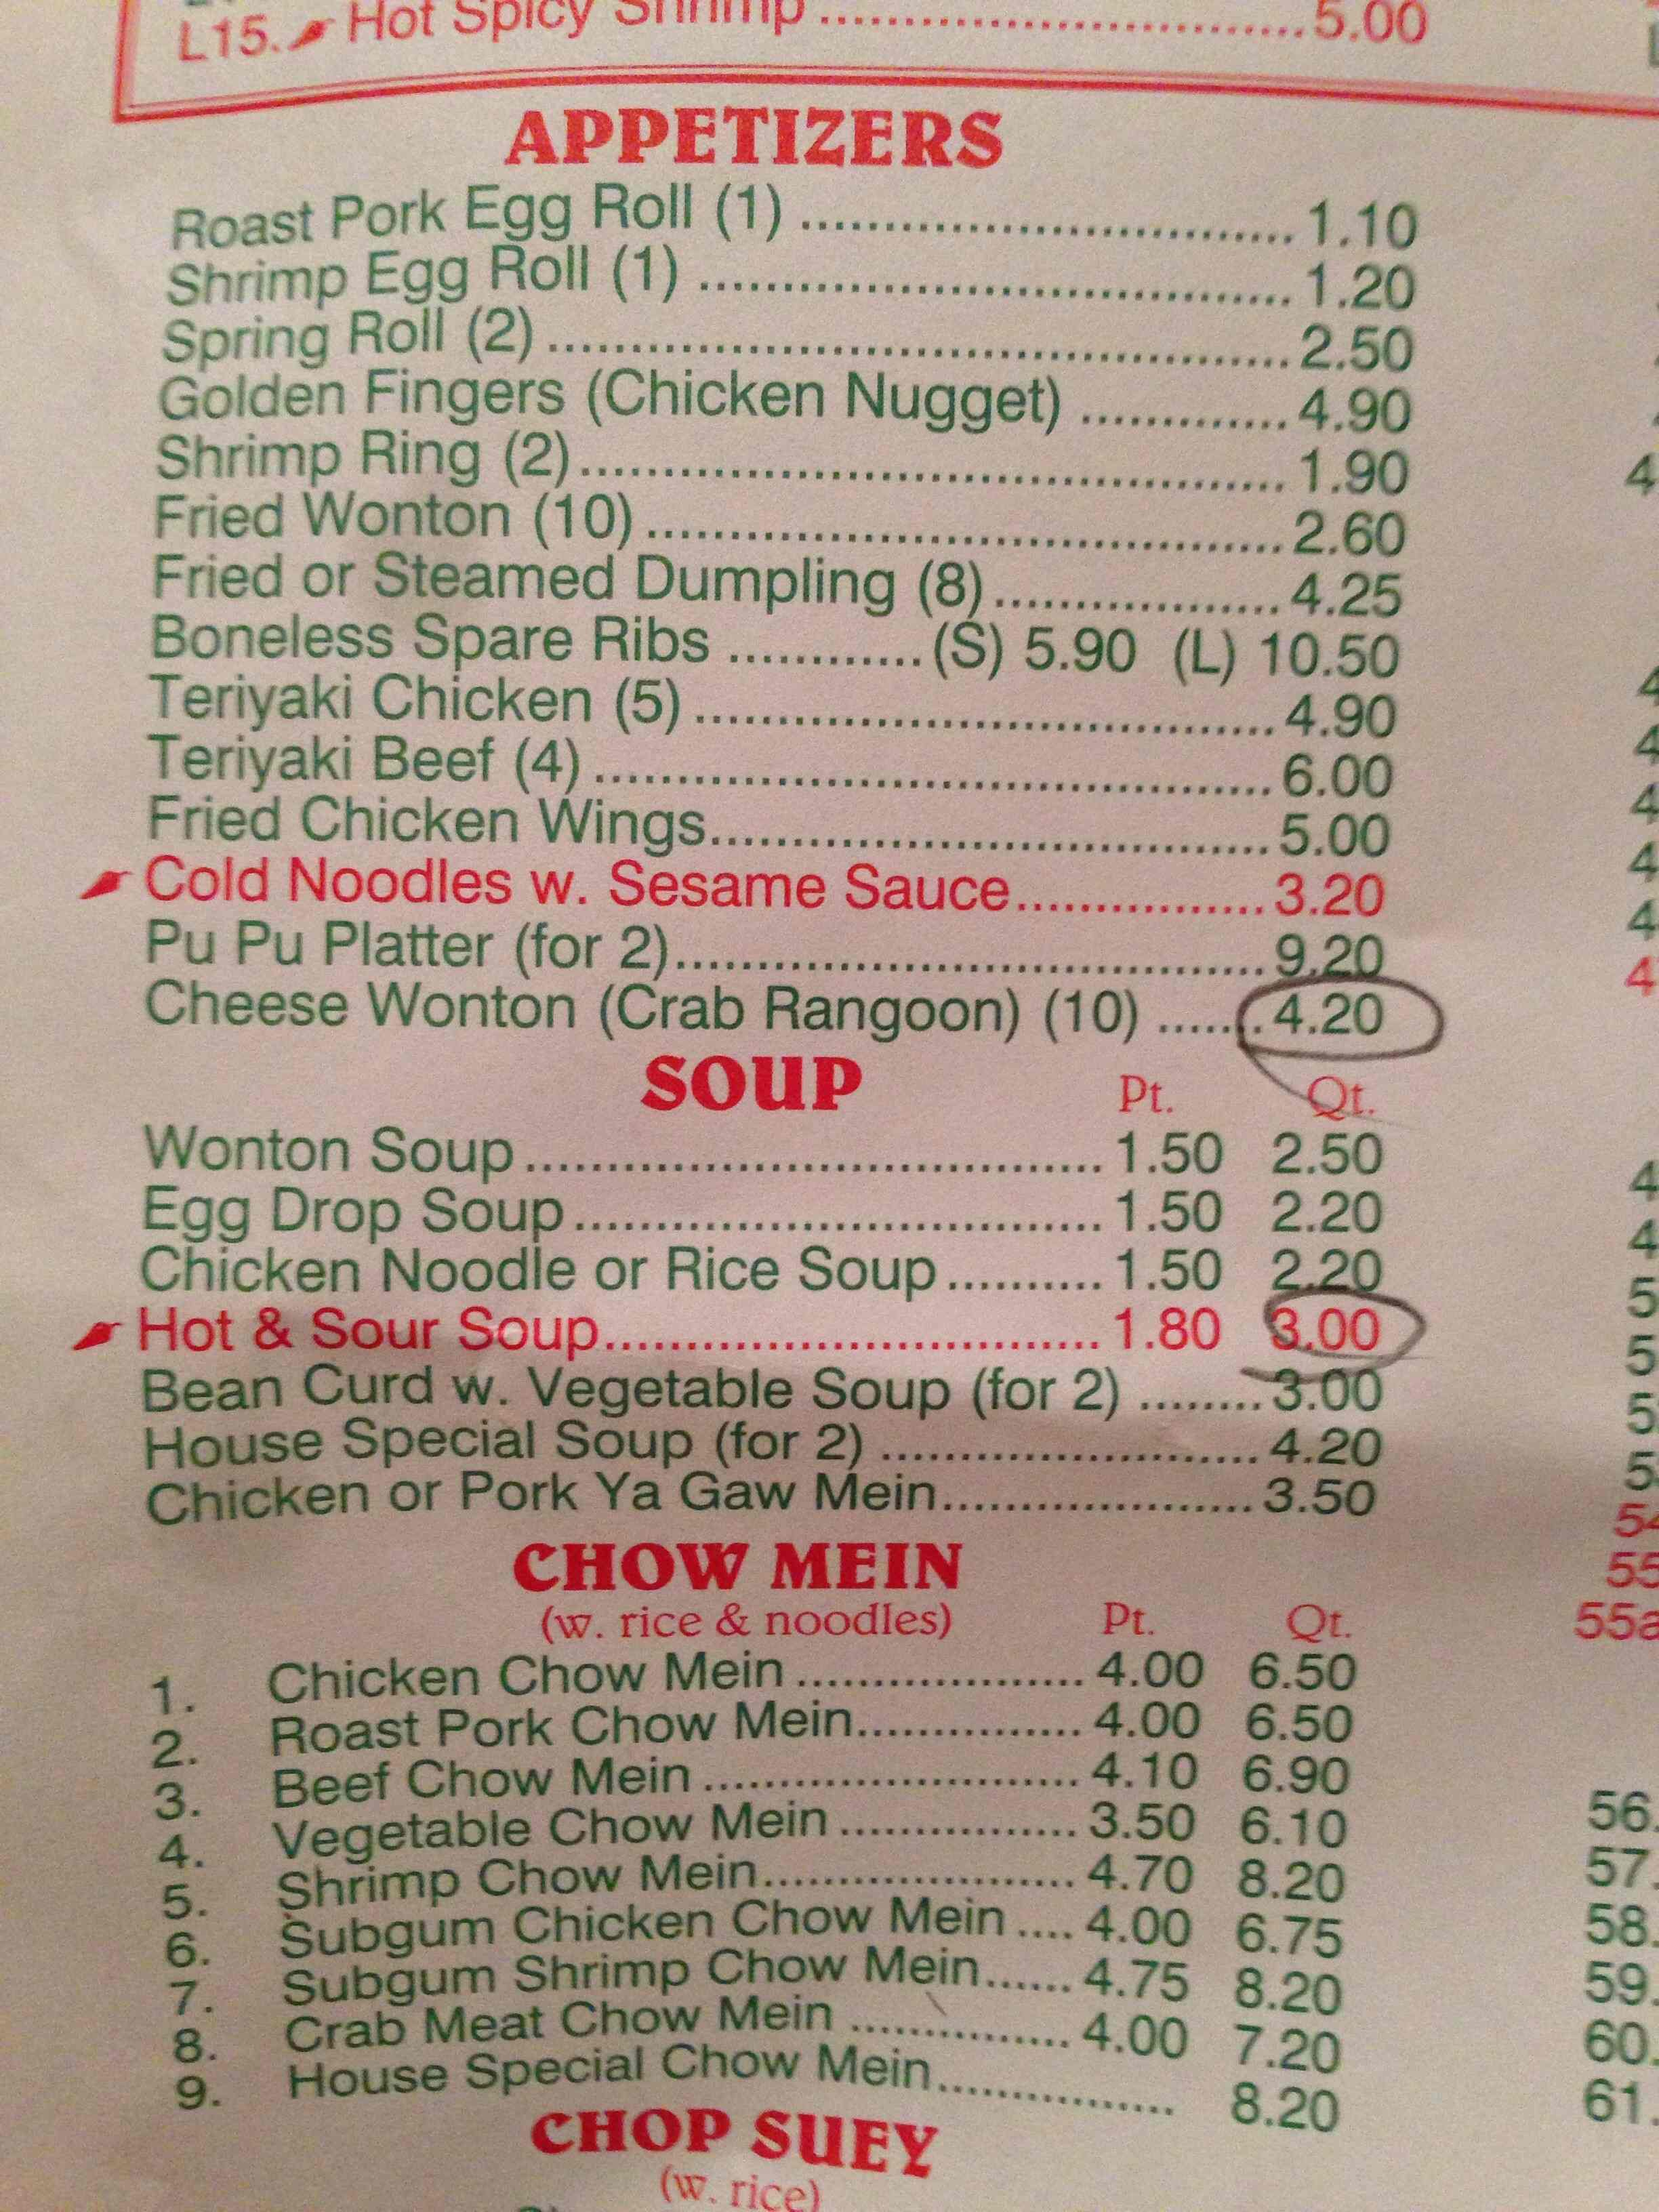 L15. Hot Spicy Shrimp ........ 5.00
APPETIZERS
Roast Pork Egg Roll (1) ........ 1.10
Shrimp Egg Roll (1) ........ 1.20
Spring Roll (2) ........ 2.50
Golden Fingers (Chicken Nugget) ........ 4.90
Shrimp Ring (2) ........ 1.90
Fried Wonton (10) ........ 2.60
Fried or Steamed Dumpling (8) ........ 4.25
Boneless Spare Ribs ........ (S) 5.90 (L) 10.50
Teriyaki Chicken (5) ........ 4.90
Teriyaki Beef (4) ........ 6.00
Fried Chicken Wings ........ 5.00
Cold Noodles w. Sesame Sauce ........ 3.20
Pu Pu Platter (for 2) ........ 9.20
Cheese Wonton (Crab Rangoon) (10) ........ 4.20
SOUP Pt. Qt.
Wonton Soup ........ 1.50 2.50
Egg Drop Soup ........ 1.50 2.20
Chicken Noodle or Rice Soup ........ 1.50 2.20
Hot & Sour Soup ........ 1.80 3.00
Bean Curd w. Vegetable Soup (for 2) ........ 3.00
House Special Soup (for 2) ........ 4.20
Chicken or Pork Ya Gaw Mein ........ 3.50
CHOW MEIN
(w. rice & noodles) Pt. Qt.
1. Chicken Chow Mein ........ 4.00 6.50
2. Roast Pork Chow Mein ........ 4.00 6.50
3. Beef Chow Mein ........ 4.10 6.90
4. Vegetable Chow Mein ........ 3.50 6.10
5. Shrimp Chow Mein ........ 4.70 8.20
6. Subgum Chicken Chow Mein .... 4.00 6.75
7. Subgum Shrimp Chow Mein ...... 4.75 8.20
8. Crab Meat Chow Mein ........ 4.00 7.20
9. House Special Chow Mein ........ 8.20
CHOP SUEY
(w. rice)
55a
56.
57.
58.
59.
60.
61.